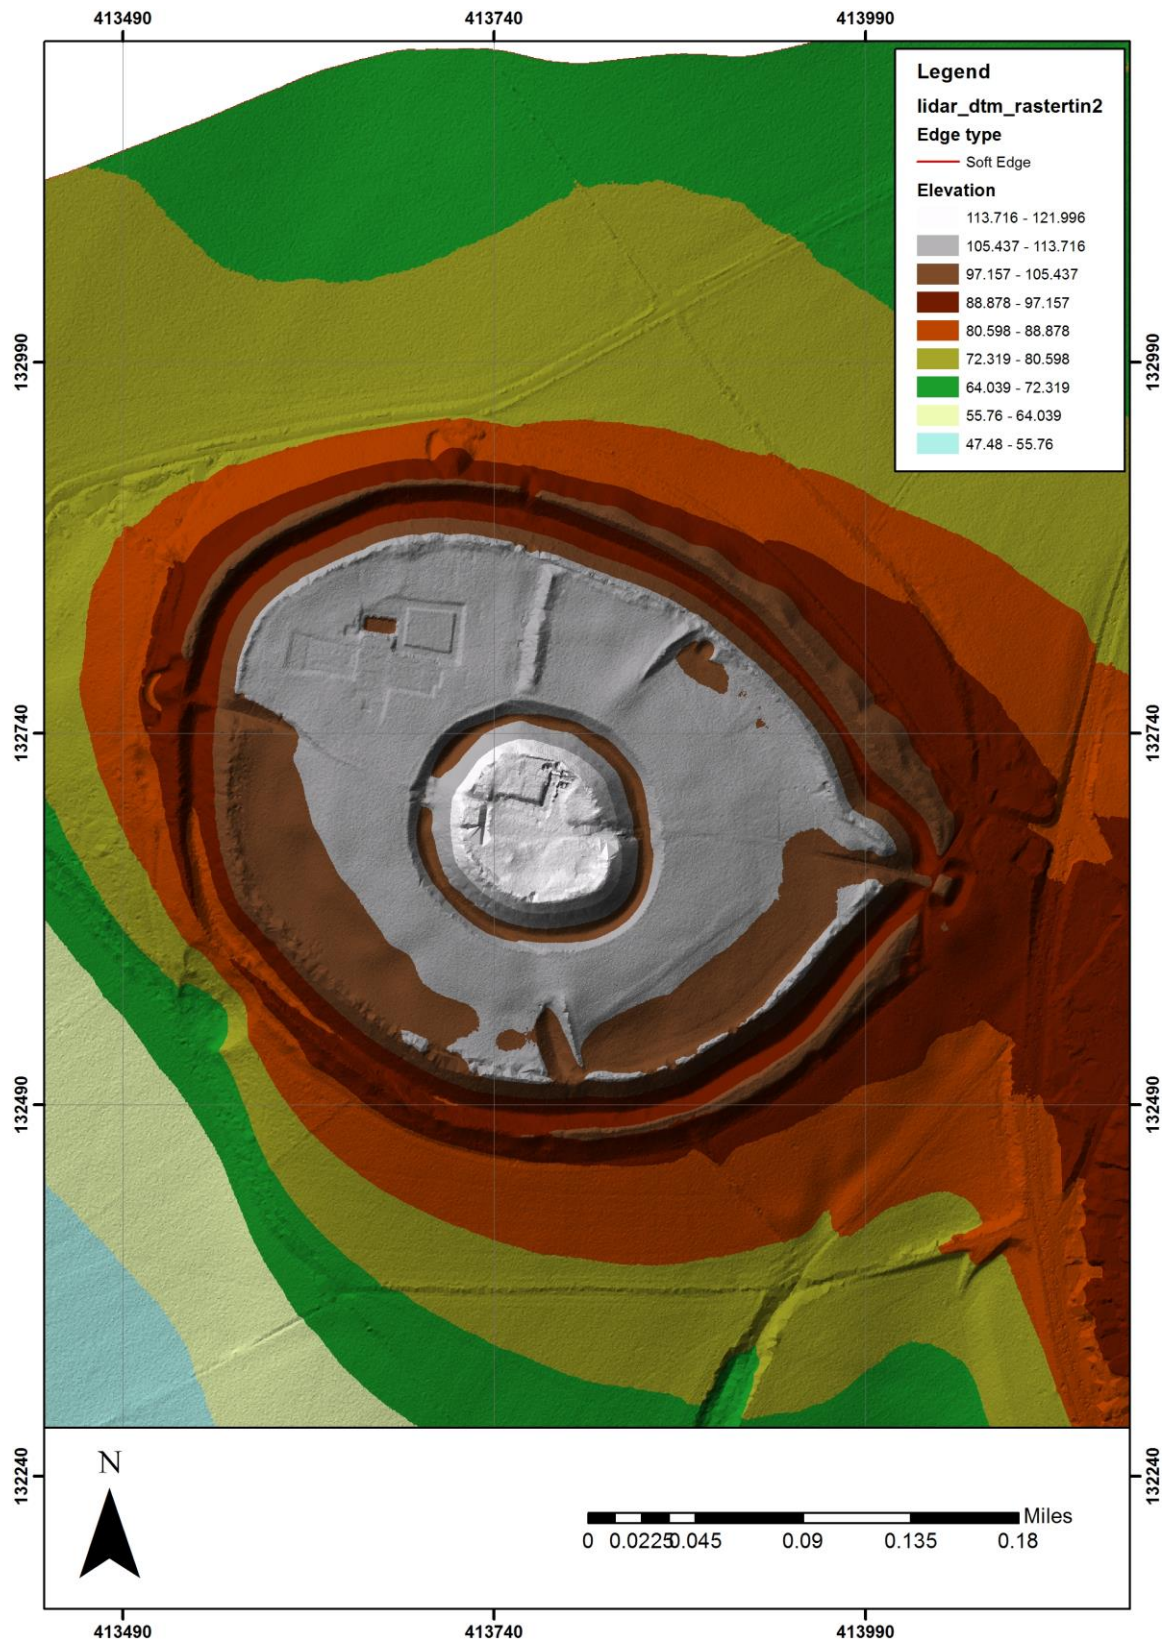 413490 413740 413990
Legend
lidar_dtm_rastertin2
Edge type
Soft Edge
Elevation
113.716 - 121.996
105.437 - 113.716
97.157 - 105.437
88.878 - 97.157
80.598 - 88.878
72.319 - 80.598
64.039 - 72.319
55.76 - 64.039
47.48 - 55.76
132990 132990
132740 132740
132490 132490
132240 132240
N
Miles
0 0.0225 0.045 0.09 0.135 0.18
413490 413740 413990